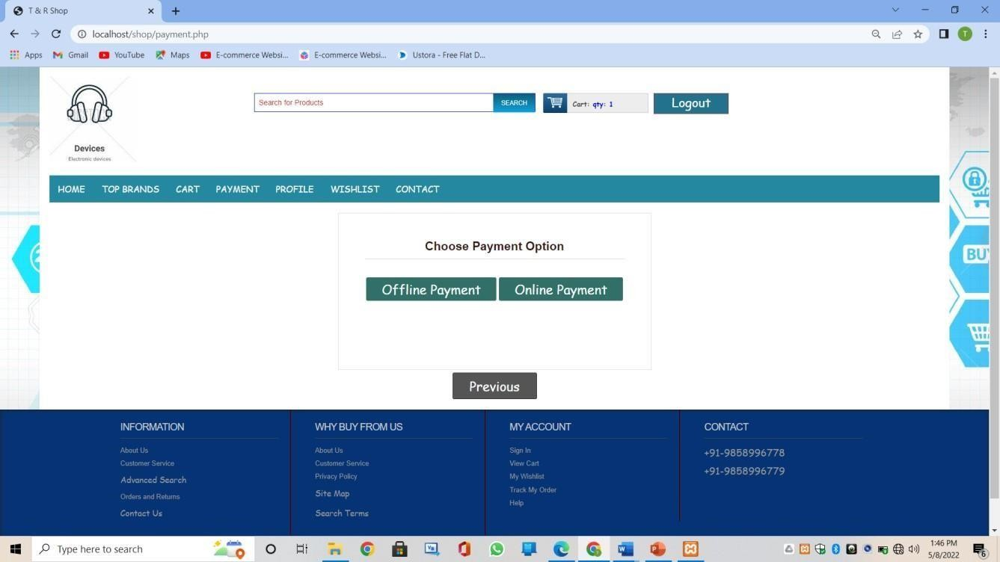 T & R Shop
localhost/shop/payment.php
T
Apps Gmail YouTube Maps E-commerce Websi... E-commerce Websi... Ustora - Free Flat D...
Devices
Electronic devices
Search for Products SEARCH Cart: qty: 1 Logout
HOME TOP BRANDS CART PAYMENT PROFILE WISHLIST CONTACT
BU
Choose Payment Option
Offline Payment Online Payment
Previous
INFORMATION
About Us
Customer Service
Advanced Search
Orders and Returns
Contact Us
WHY BUY FROM US
About Us
Customer Service
Privacy Policy
Site Map
Search Terms
MY ACCOUNT
Sign In
View Cart
My Wishlist
Track My Order
Help
CONTACT
+91-9858996778
+91-9858996779
Type here to search
1:46 PM
5/8/2022
6